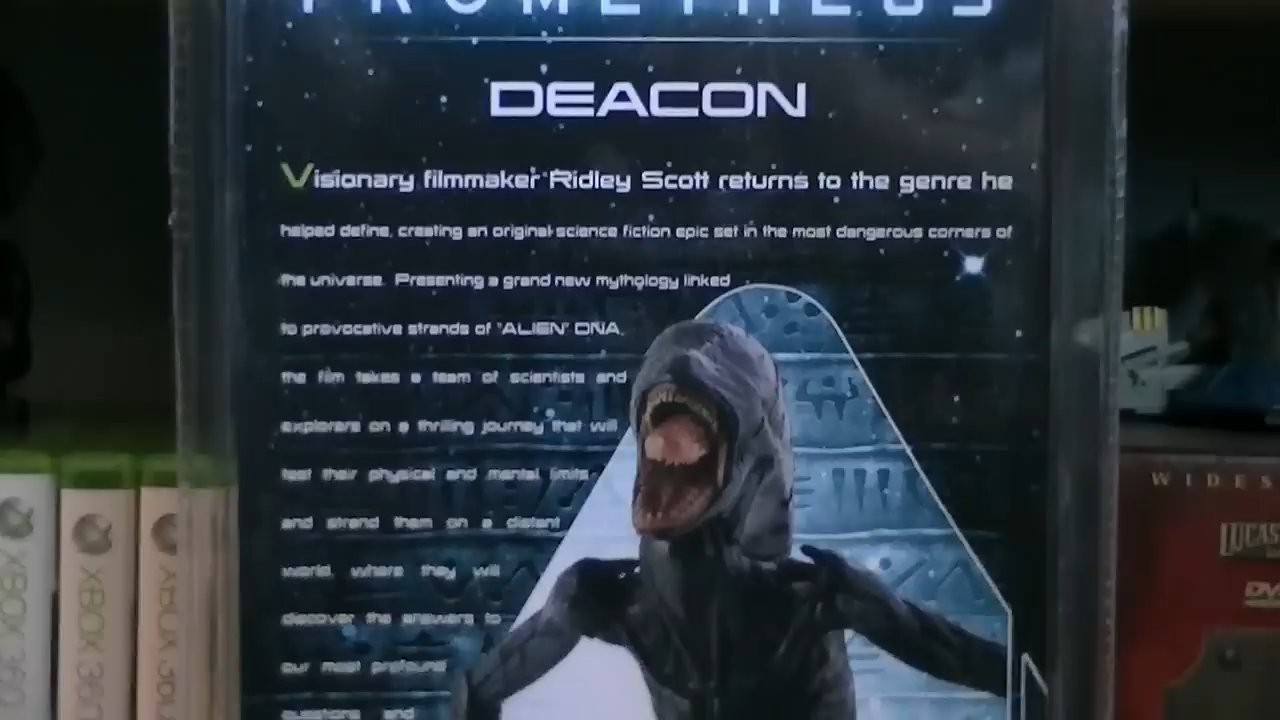 PROMETHEUS
DEACON
Visionary filmmaker Ridley Scott returns to the genre he
helped define, creating an original science fiction epic set in the most dangerous corners of
the universe. Presenting a grand new mythology linked
to provocative strands of "ALIEN" DNA,
the film takes a team of scientists and
explorers on a thrilling journey that will
test their physical and mental limits
and strand them on a distant
world, where they will
discover the answers to
our most profound
questions and
XBOX 360
XBOX 360
XBOX 360
WIDES
LUCAS
DV